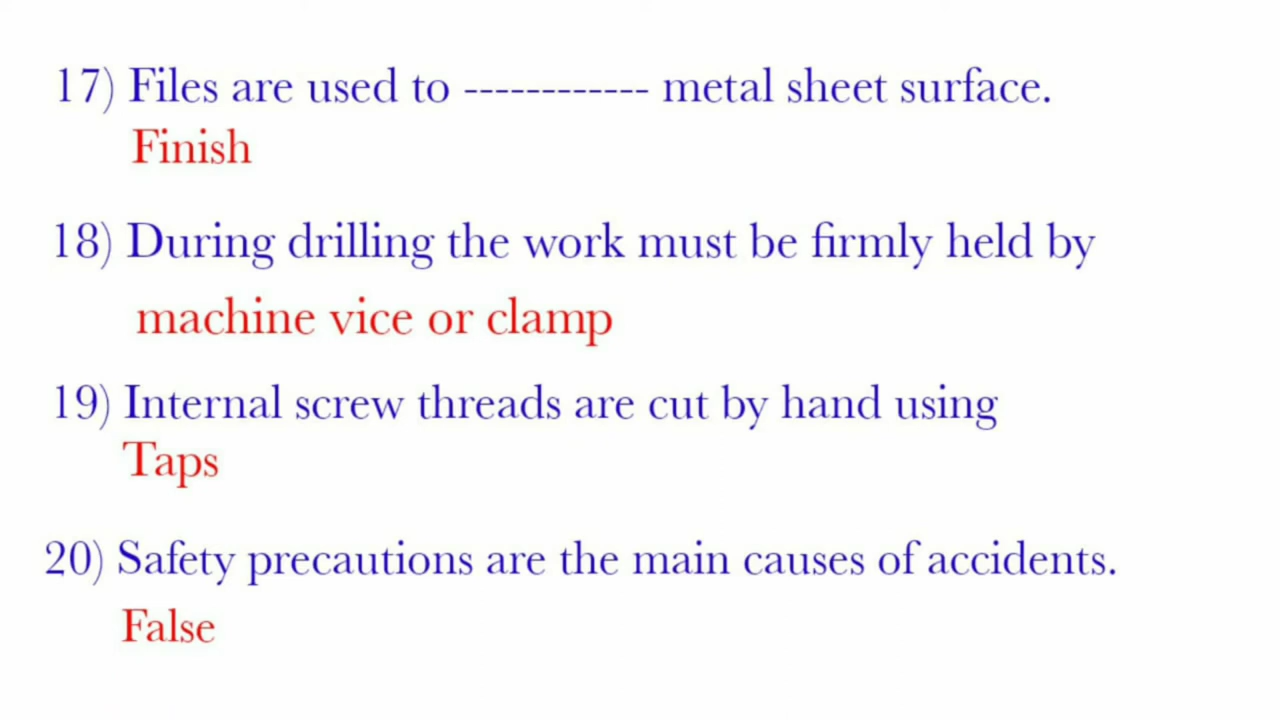 17) Files are used to ------------ metal sheet surface.
Finish
18) During drilling the work must be firmly held by
machine vice or clamp
19) Internal screw threads are cut by hand using
Taps
20) Safety precautions are the main causes of accidents.
False